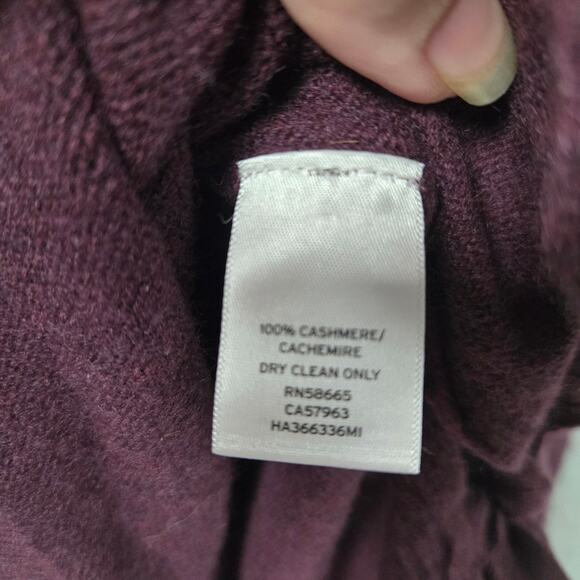 100% CASHMERE/
CACHEMIRE
DRY CLEAN ONLY
RN58665
CA57963
HA366336MI